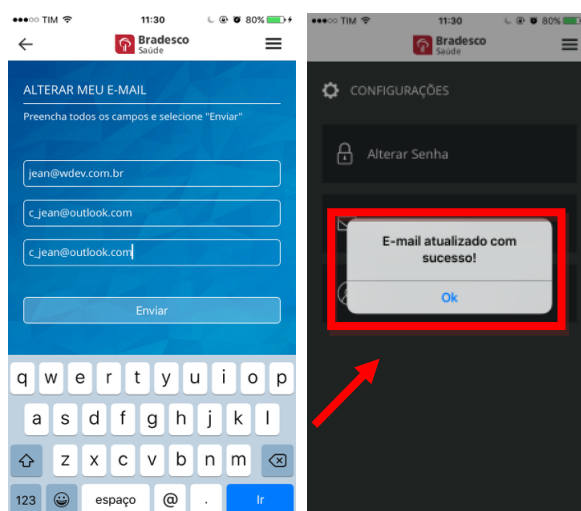 TIM 11:30 80%
Bradesco
Saúde
ALTERAR MEU E-MAIL
Preencha todos os campos e selecione "Enviar"
jean@wdev.com.br
c_jean@outlook.com
c_jean@outlook.com
Enviar
q w e r t y u i o p
a s d f g h j k l
z x c v b n m
123 espaço @ . Ir
TIM 11:30 80%
Bradesco
Saúde
CONFIGURAÇÕES
Alterar Senha
E-mail atualizado com
sucesso!
Ok